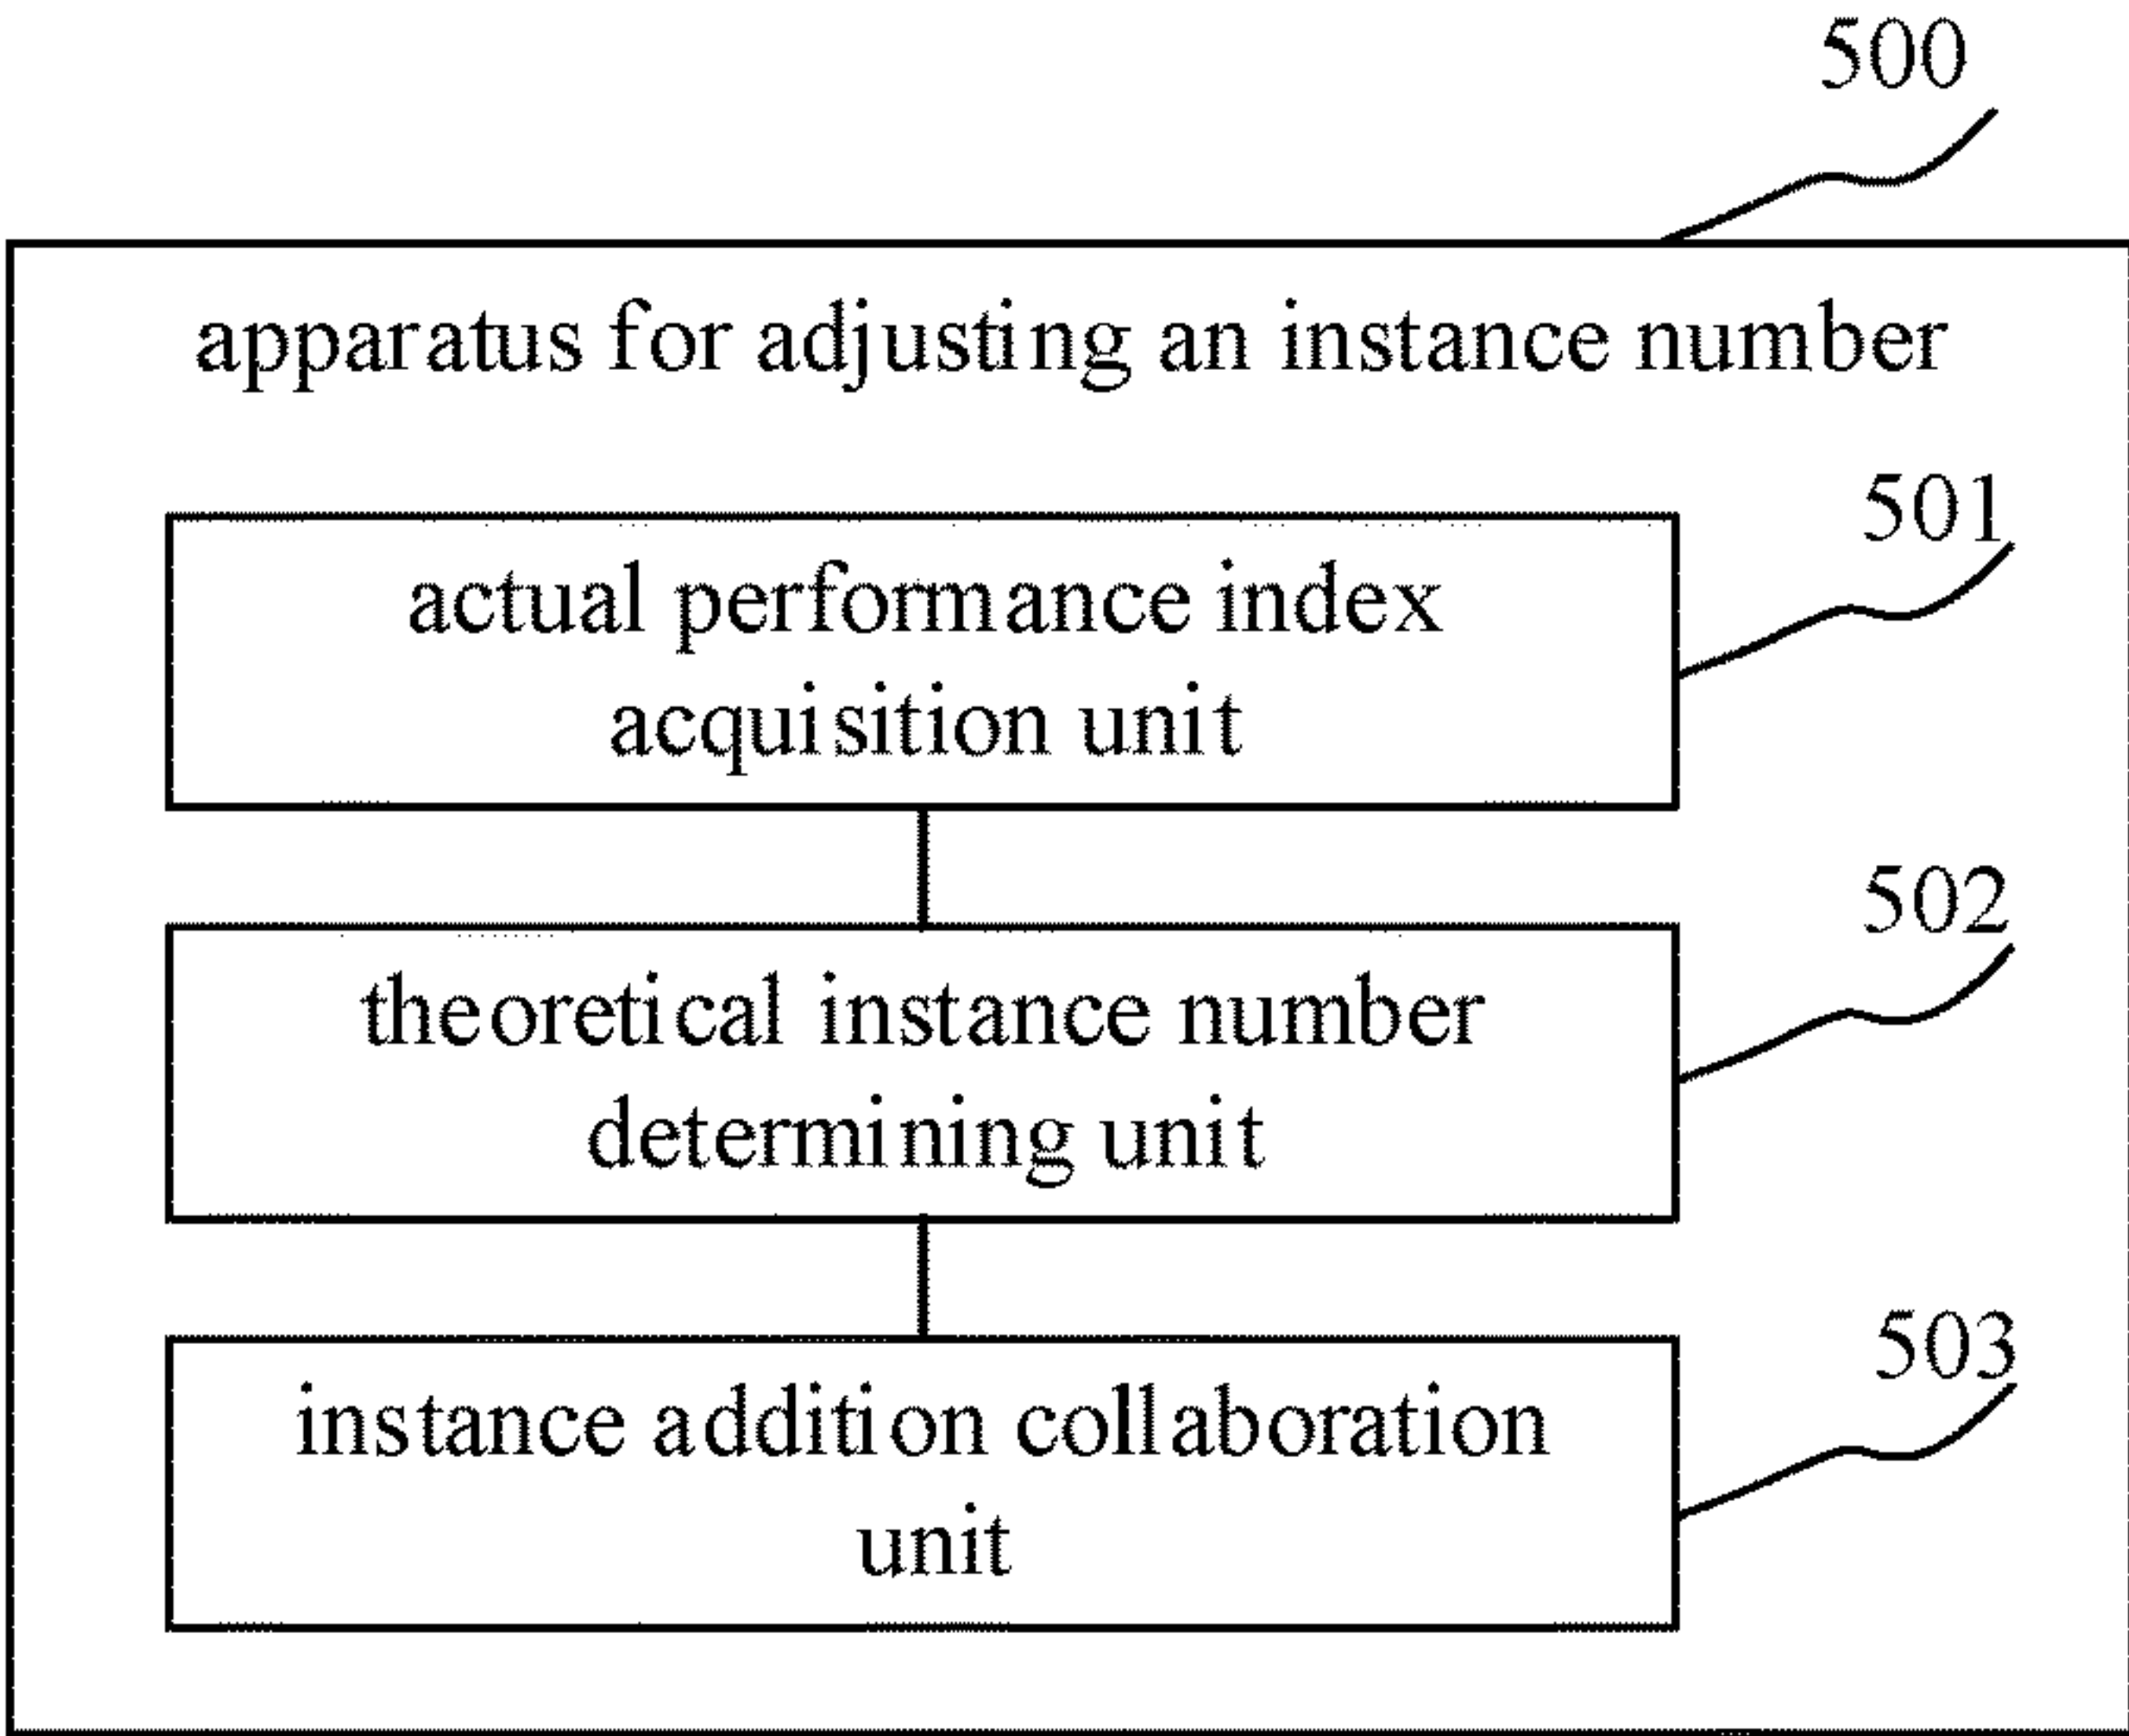 500
apparatus for adjusting an instance number
501
actual performance index
acquisition unit
502
theoretical instance number
determining unit
503
instance addition collaboration
unit